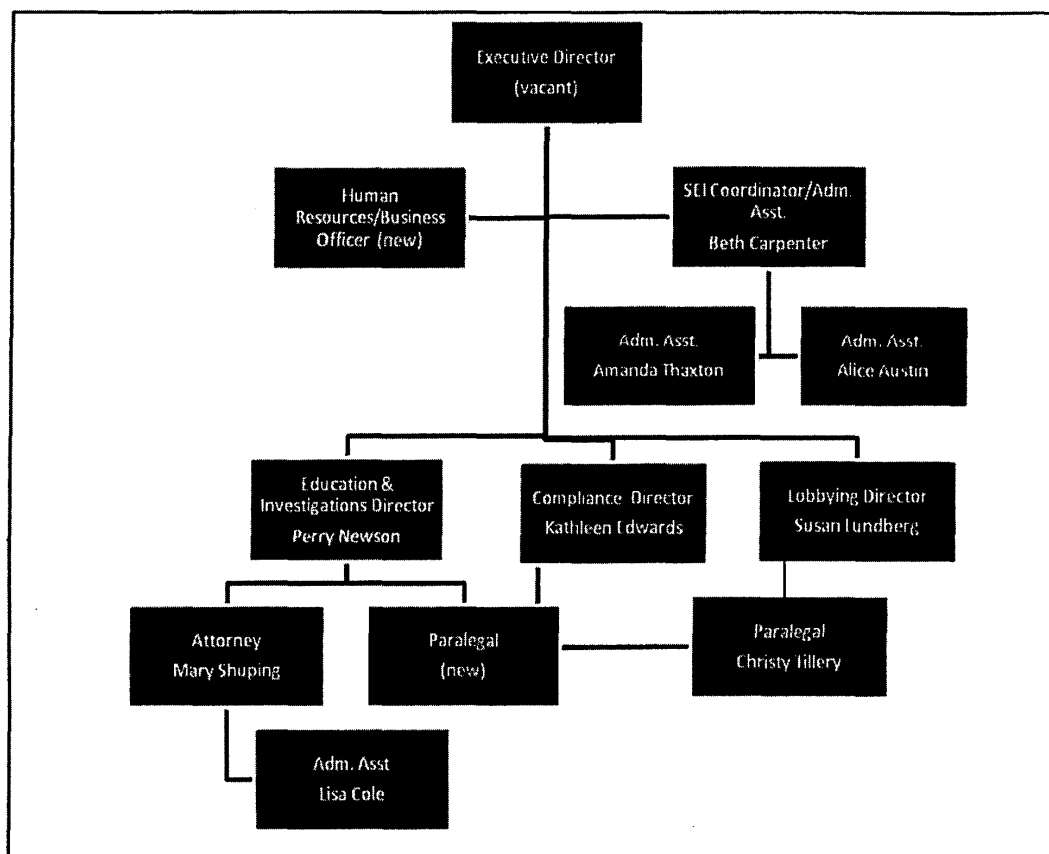 Executive Director
(vacant)
Human
Resources/Business
Officer (new)
SEI Coordinator/Adm.
Asst.
Beth Carpenter
Adm. Asst.
Amanda Thaxton
Adm. Asst.
Alice Austin
Education &
Investigations Director
Perry Newson
Compliance Director
Kathleen Edwards
Lobbying Director
Susan Lundberg
Attorney
Mary Shuping
Paralegal
(new)
Paralegal
Christy Tillery
Adm. Asst
Lisa Cole